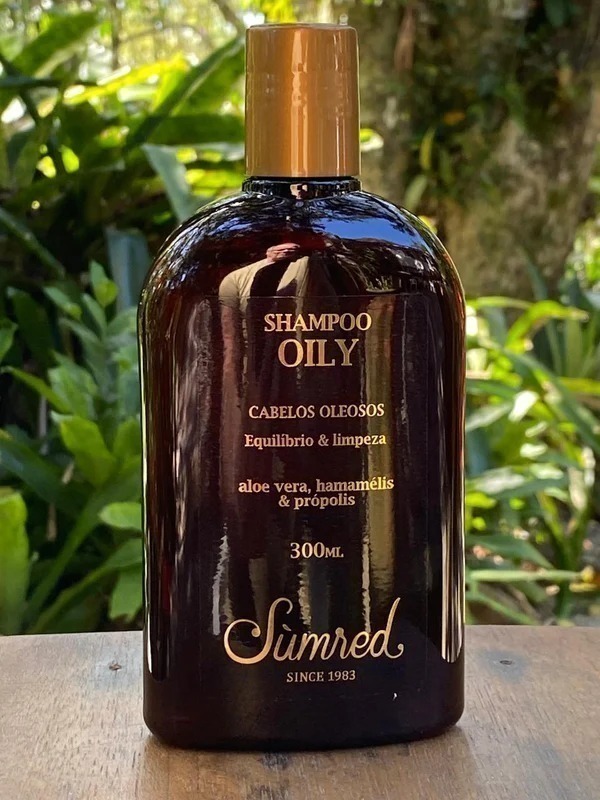 SHAMPOO
OILY
CABELOS OLEOSOS
Equilíbrio & limpeza
aloe vera, hamamélis
& própolis
300ML
Sùmred
SINCE 1983